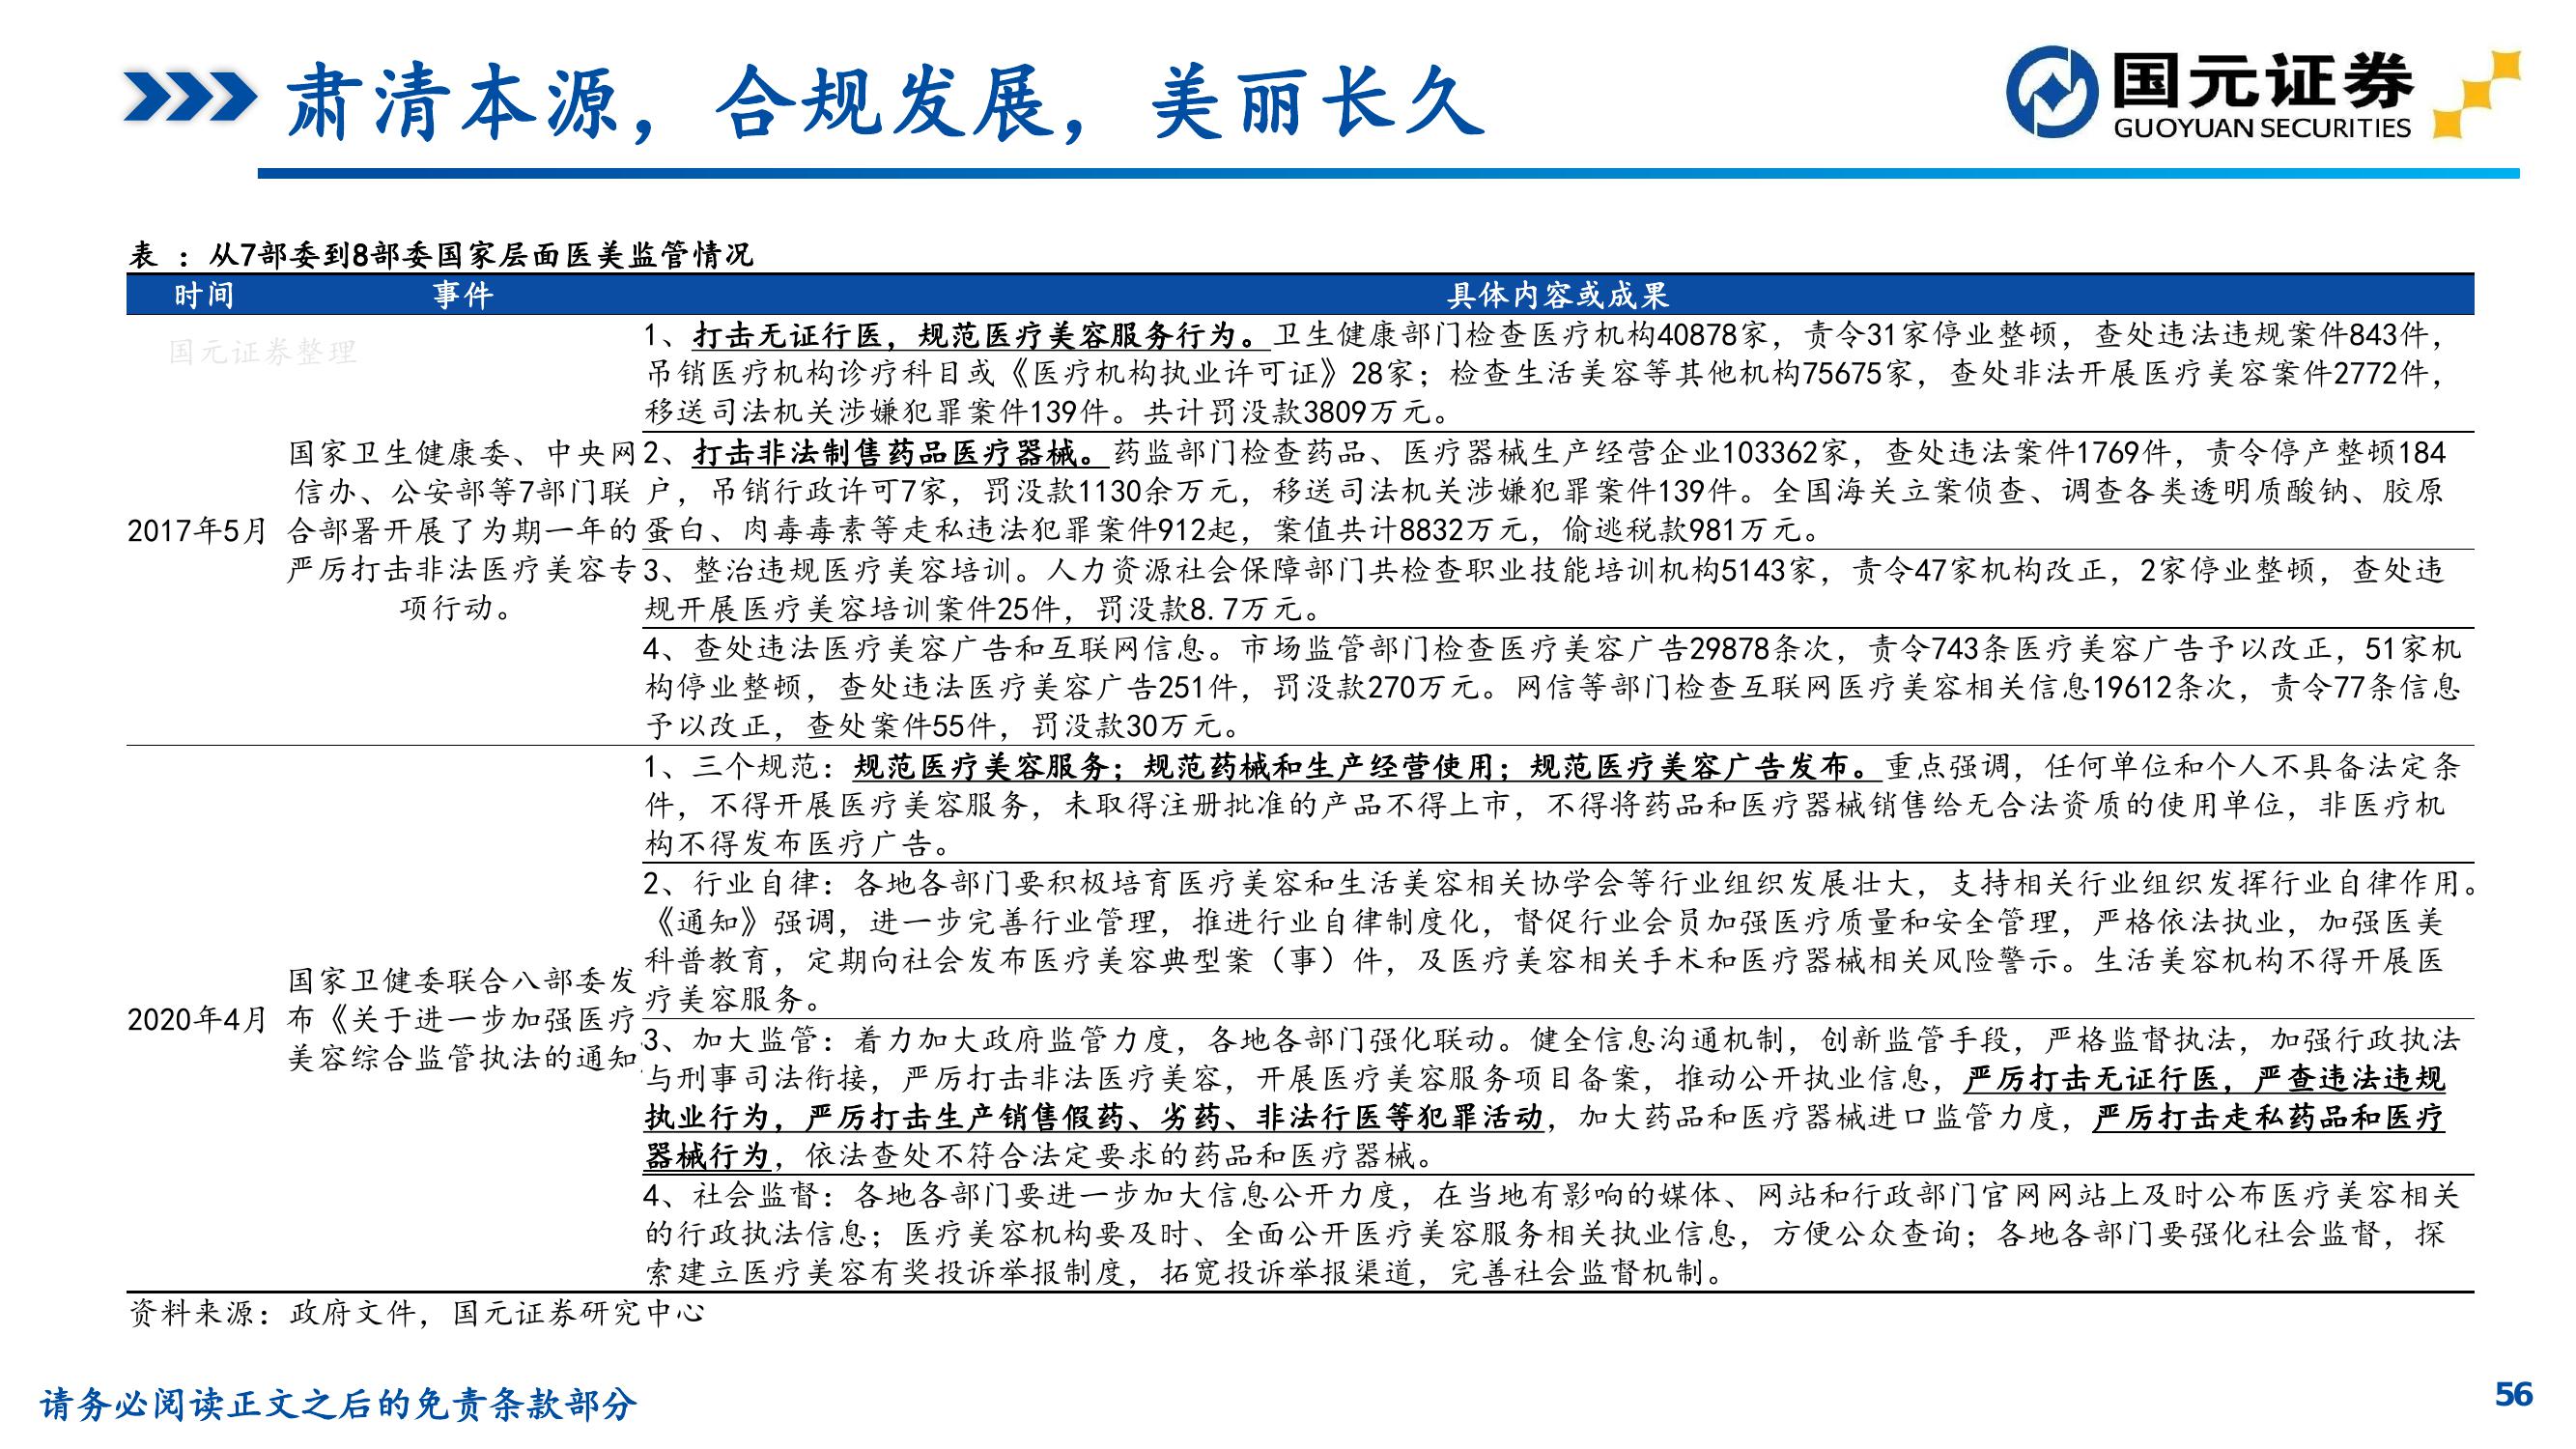 肃清本源，合规发展，美丽长久
国元证券
GUOYUAN SECURITIES
表 ：从7部委到8部委国家层面医美监管情况
时间 事件 具体内容或成果
国元证券整理
2017年5月
国家卫生健康委、中央网
信办、公安部等7部门联
合部署开展了为期一年的
严厉打击非法医疗美容专
项行动。
1、打击无证行医，规范医疗美容服务行为。卫生健康部门检查医疗机构40878家，责令31家停业整顿，查处违法违规案件843件，
吊销医疗机构诊疗科目或《医疗机构执业许可证》28家；检查生活美容等其他机构75675家，查处非法开展医疗美容案件2772件，
移送司法机关涉嫌犯罪案件139件。共计罚没款3809万元。
2、打击非法制售药品医疗器械。药监部门检查药品、医疗器械生产经营企业103362家，查处违法案件1769件，责令停产整顿184
户，吊销行政许可7家，罚没款1130余万元，移送司法机关涉嫌犯罪案件139件。全国海关立案侦查、调查各类透明质酸钠、胶原
蛋白、肉毒毒素等走私违法犯罪案件912起，案值共计8832万元，偷逃税款981万元。
3、整治违规医疗美容培训。人力资源社会保障部门共检查职业技能培训机构5143家，责令47家机构改正，2家停业整顿，查处违
规开展医疗美容培训案件25件，罚没款8.7万元。
4、查处违法医疗美容广告和互联网信息。市场监管部门检查医疗美容广告29878条次，责令743条医疗美容广告予以改正，51家机
构停业整顿，查处违法医疗美容广告251件，罚没款270万元。网信等部门检查互联网医疗美容相关信息19612条次，责令77条信息
予以改正，查处案件55件，罚没款30万元。
2020年4月
国家卫健委联合八部委发
布《关于进一步加强医疗
美容综合监管执法的通知
1、三个规范：规范医疗美容服务；规范药械和生产经营使用；规范医疗美容广告发布。重点强调，任何单位和个人不具备法定条
件，不得开展医疗美容服务，未取得注册批准的产品不得上市，不得将药品和医疗器械销售给无合法资质的使用单位，非医疗机
构不得发布医疗广告。
2、行业自律：各地各部门要积极培育医疗美容和生活美容相关协学会等行业组织发展壮大，支持相关行业组织发挥行业自律作用。
《通知》强调，进一步完善行业管理，推进行业自律制度化，督促行业会员加强医疗质量和安全管理，严格依法执业，加强医美
科普教育，定期向社会发布医疗美容典型案（事）件，及医疗美容相关手术和医疗器械相关风险警示。生活美容机构不得开展医
疗美容服务。
3、加大监管：着力加大政府监管力度，各地各部门强化联动。健全信息沟通机制，创新监管手段，严格监督执法，加强行政执法
与刑事司法衔接，严厉打击非法医疗美容，开展医疗美容服务项目备案，推动公开执业信息，严厉打击无证行医，严查违法违规
执业行为，严厉打击生产销售假药、劣药、非法行医等犯罪活动，加大药品和医疗器械进口监管力度，严厉打击走私药品和医疗
器械行为，依法查处不符合法定要求的药品和医疗器械。
4、社会监督：各地各部门要进一步加大信息公开力度，在当地有影响的媒体、网站和行政部门官网网站上及时公布医疗美容相关
的行政执法信息；医疗美容机构要及时、全面公开医疗美容服务相关执业信息，方便公众查询；各地各部门要强化社会监督，探
索建立医疗美容有奖投诉举报制度，拓宽投诉举报渠道，完善社会监督机制。
资料来源：政府文件，国元证券研究中心
请务必阅读正文之后的免责条款部分
56